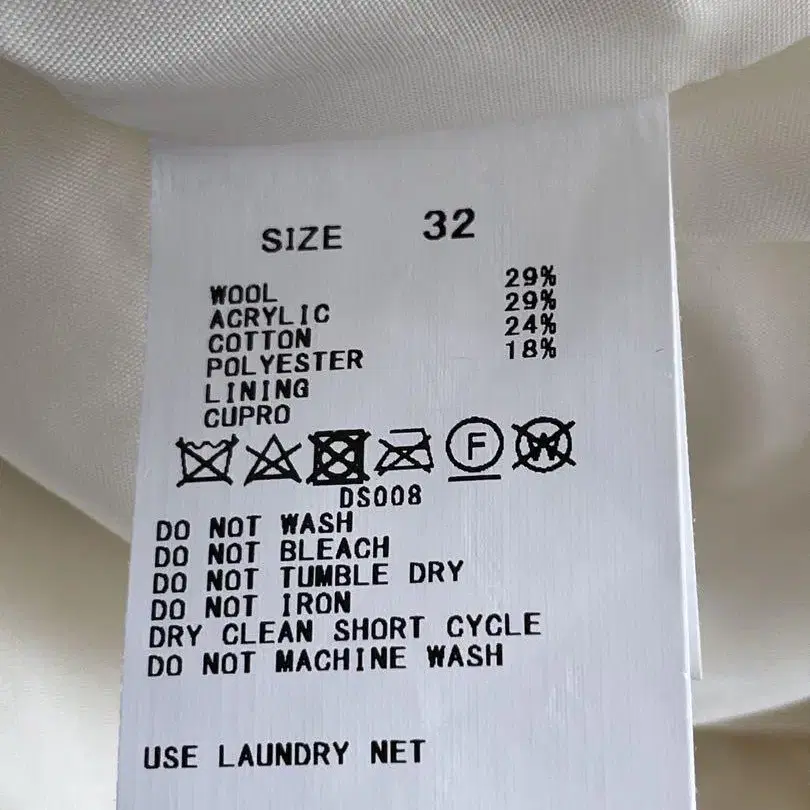 SIZE 32
WOOL 29%
ACRYLIC 29%
COTTON 24%
POLYESTER 18%
LINING
CUPRO
F W
DS008
DO NOT WASH
DO NOT BLEACH
DO NOT TUMBLE DRY
DO NOT IRON
DRY CLEAN SHORT CYCLE
DO NOT MACHINE WASH
USE LAUNDRY NET